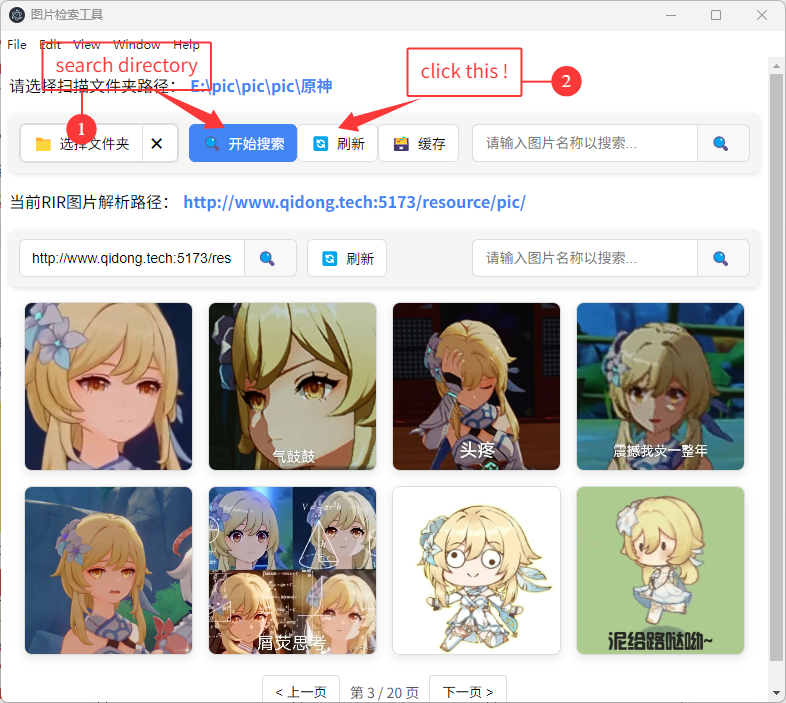 图片检索工具
File Edit View Window Help
search directory
click this !
2
请选择扫描文件夹路径： E:\pic\pic\pic\原神
1
选择文件夹 ✕ 开始搜索 刷新 缓存 请输入图片名称以搜索...
当前RIR图片解析路径： http://www.qidong.tech:5173/resource/pic/
http://www.qidong.tech:5173/res 刷新 请输入图片名称以搜索...
气鼓鼓
头疼
震撼我荧一整年
屑荧思考
泥给路哒呦~
< 上一页 第 3 / 20 页 下一页 >